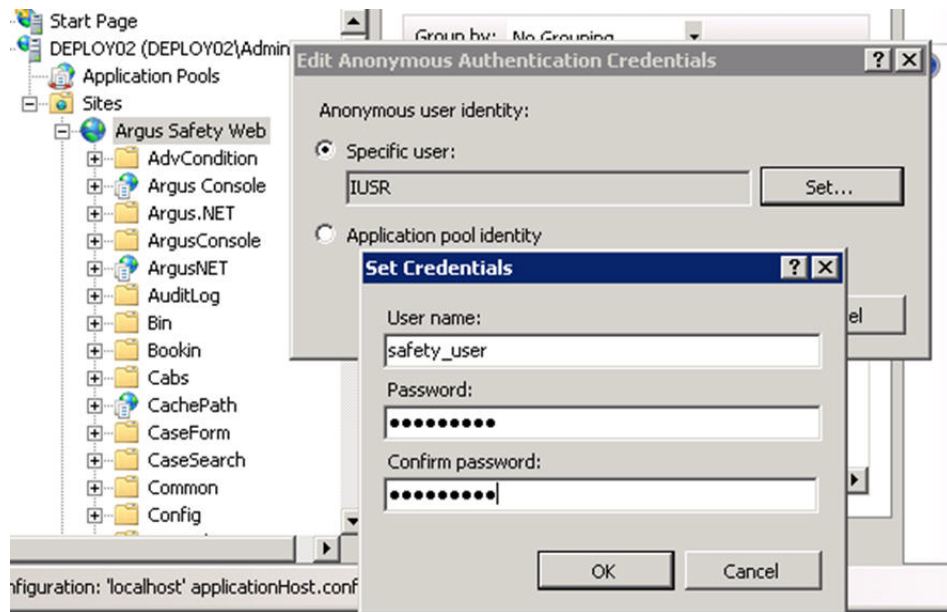 Start Page
DEPLOY02 (DEPLOY02\Admin
Application Pools
Sites
Argus Safety Web
AdvCondition
Argus Console
Argus.NET
ArgusConsole
ArgusNET
AuditLog
Bin
Bookin
Cabs
CachePath
CaseForm
CaseSearch
Common
Config
Group by: No Grouping
Edit Anonymous Authentication Credentials
Anonymous user identity:
Specific user:
IUSR
Set...
Application pool identity
el
Set Credentials
User name:
safety_user
Password:
●●●●●●●●●
Confirm password:
●●●●●●●●●
OK
Cancel
nfiguration: 'localhost' applicationHost.conf